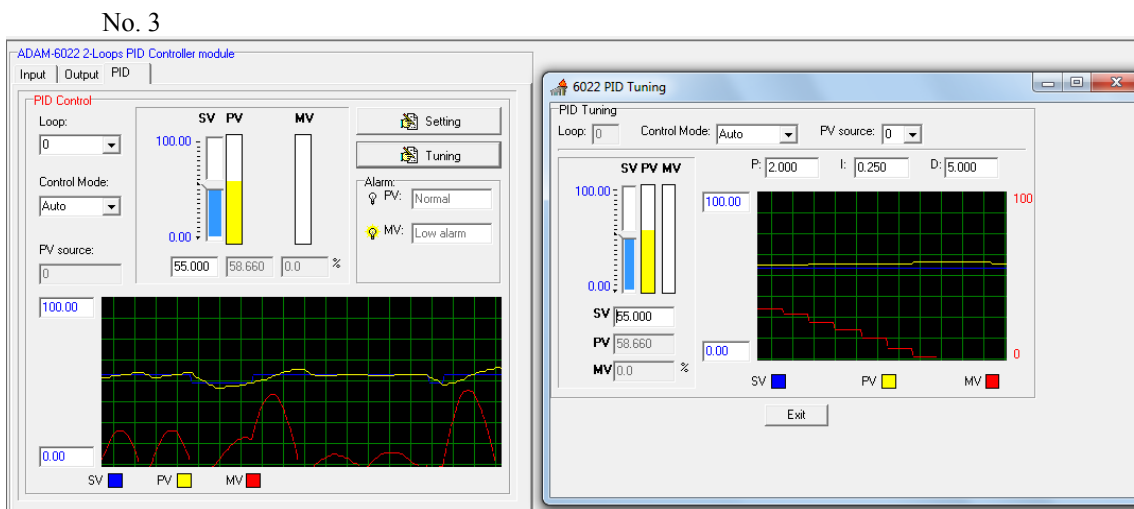 No. 3
ADAM-6022 2-Loops PID Controller module
Input Output PID
PID Control
Loop:
0
Control Mode:
Auto
PV source:
0
SV PV MV
100.00
0.00
55.000 58.660 0.0 %
Setting
Tuning
Alarm:
PV: Normal
MV: Low alarm
100.00
0.00
SV PV MV
6022 PID Tuning
PID Tuning
Loop: 0 Control Mode: Auto PV source: 0
SV PV MV
100.00
0.00
SV 55.000
PV 58.660
MV 0.0 %
P: 2.000 I: 0.250 D: 5.000
100.00 100
0.00 0
SV PV MV
Exit